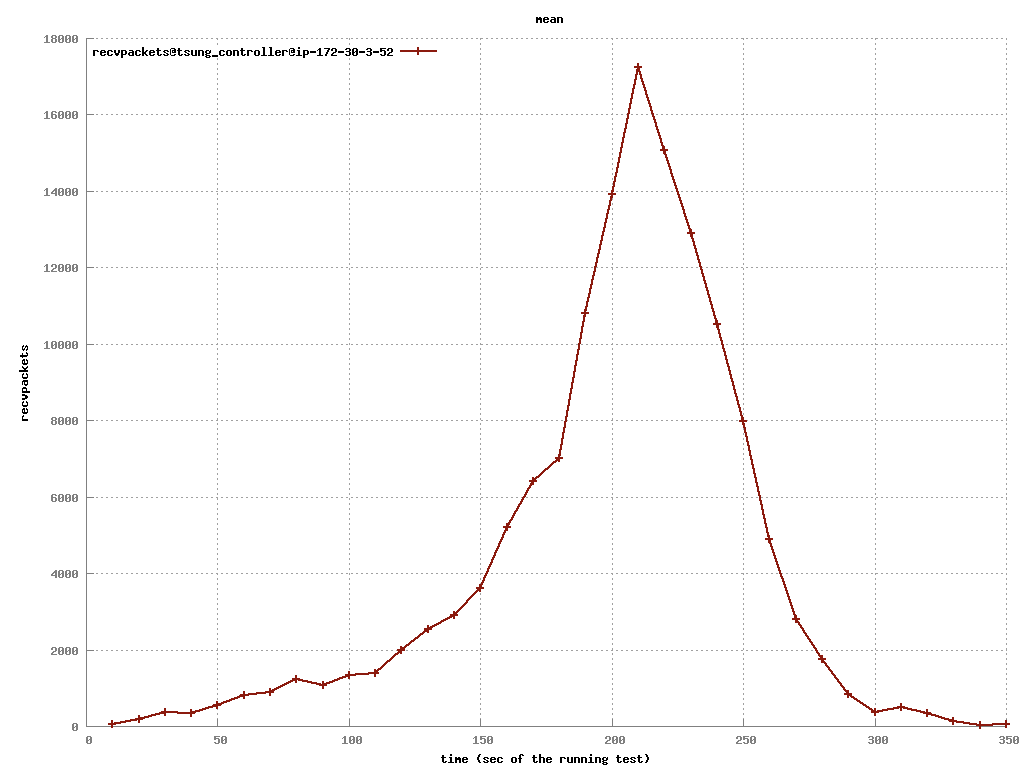 mean
18000
recvpackets@tsung_controller@ip-172-30-3-52
16000
14000
12000
10000
recvpackets
8000
6000
4000
2000
0
0 50 100 150 200 250 300 350
time (sec of the running test)